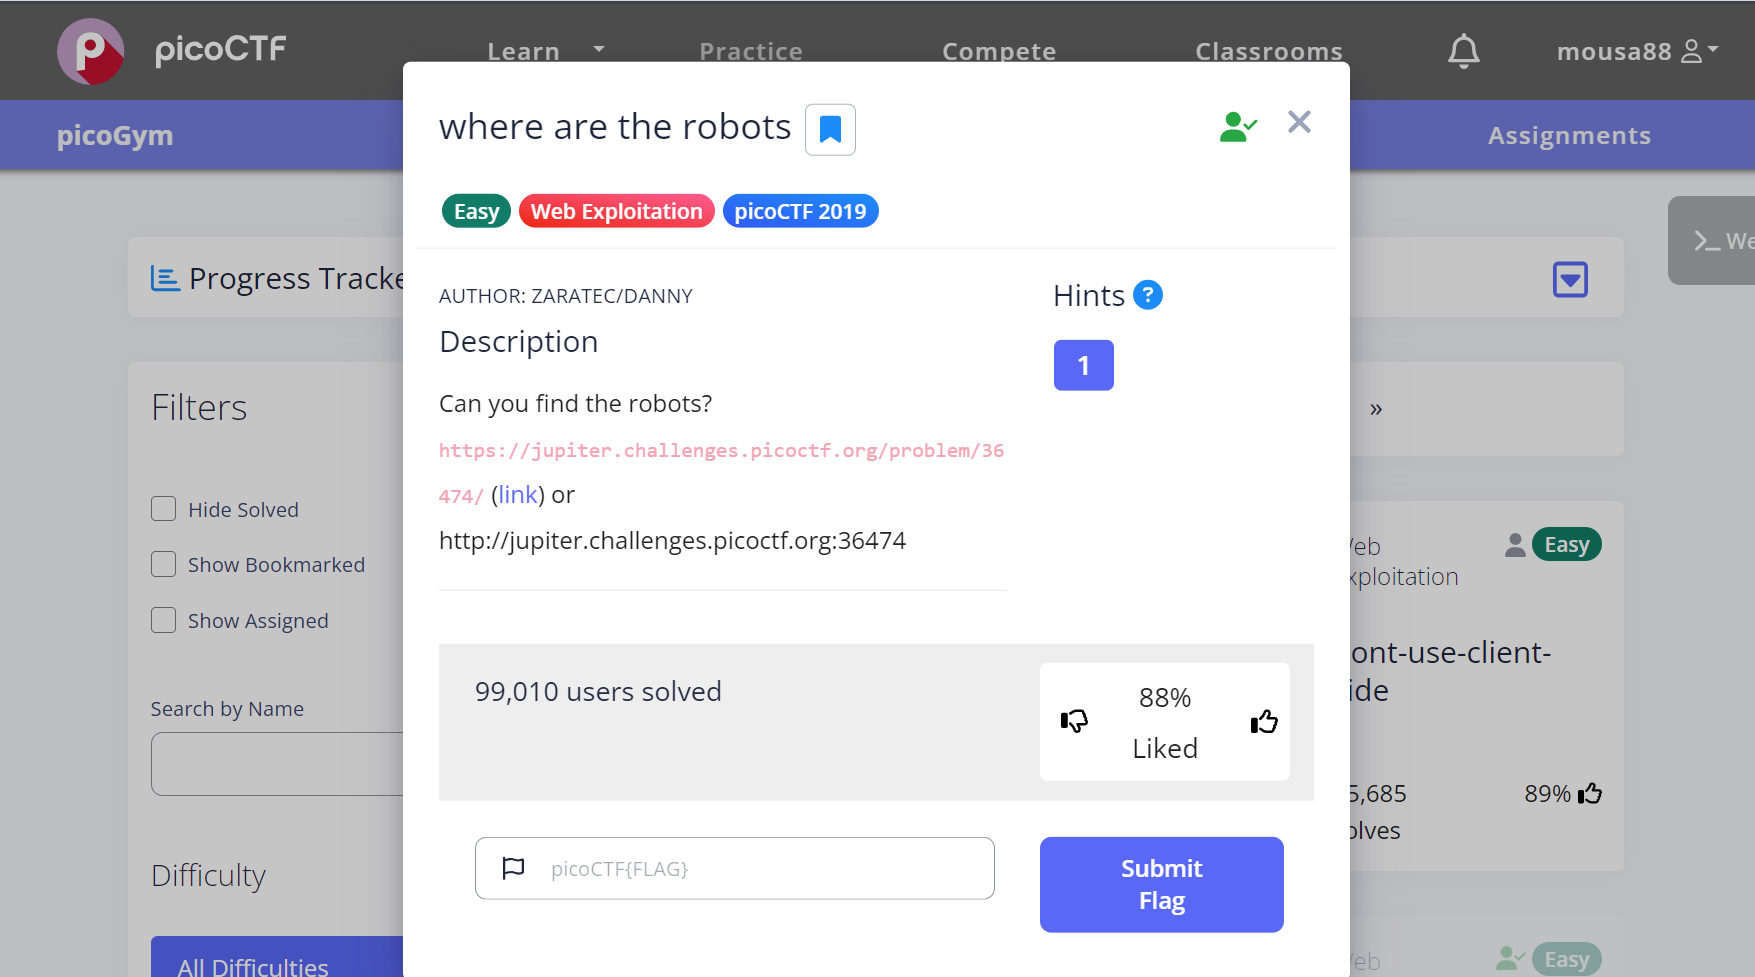 picoCTF
Learn
Practice
Compete
Classrooms
mousa88
picoGym
Assignments
where are the robots
Easy
Web Exploitation
picoCTF 2019
Progress Tracke
>_ We
AUTHOR: ZARATEC/DANNY
Hints ?
Description
1
Can you find the robots?
https://jupiter.challenges.picoctf.org/problem/36
474/ (link) or
http://jupiter.challenges.picoctf.org:36474
Filters
»
Hide Solved
Show Bookmarked
Show Assigned
Search by Name
Difficulty
All Difficulties
99,010 users solved
88%
Liked
picoCTF{FLAG}
Submit
Flag
eb
xploitation
Easy
ont-use-client-
ide
5,685
olves
89%
eb
Easy